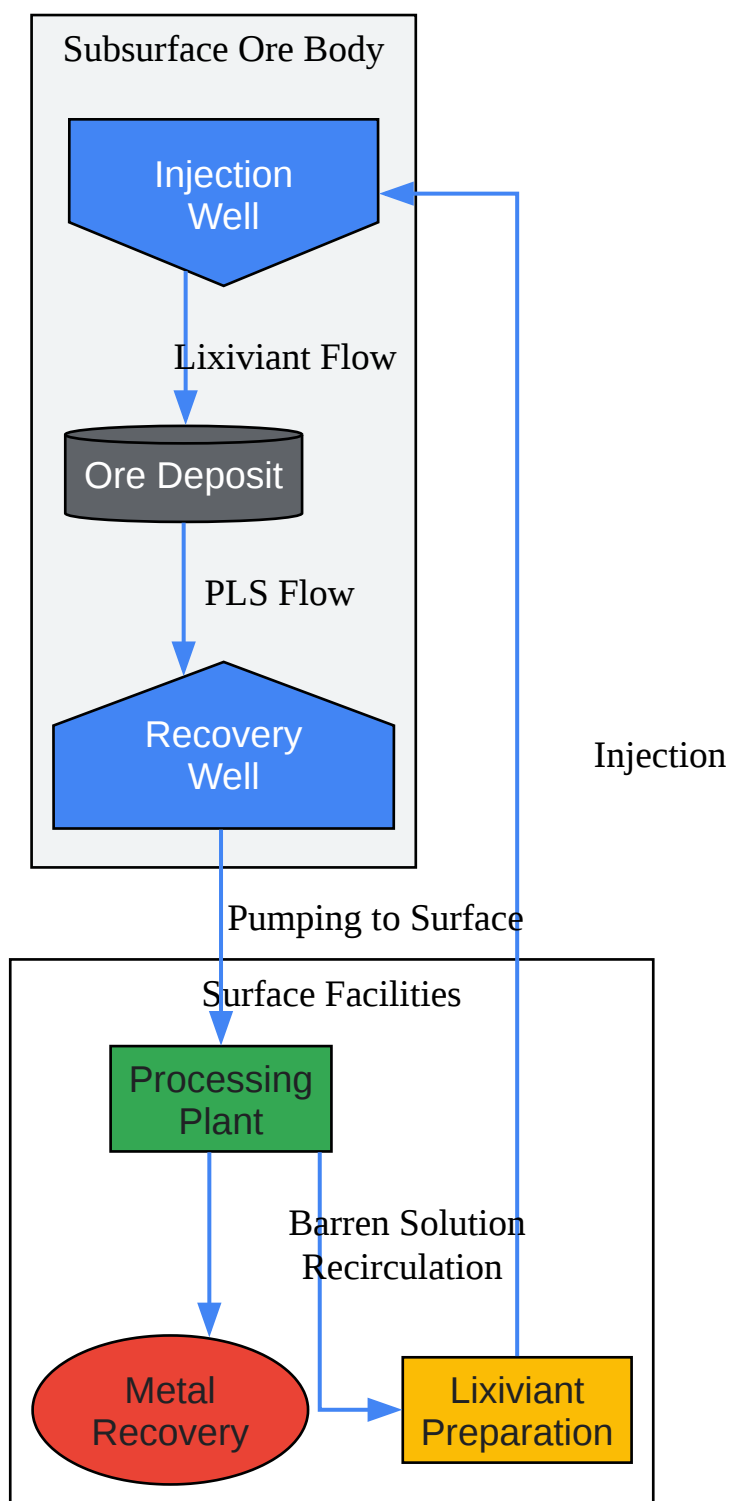 Subsurface Ore Body
Injection
Well
Lixiviant Flow
Ore Deposit
PLS Flow
Recovery
Well
Injection
Pumping to Surface
Surface Facilities
Processing
Plant
Barren Solution
Recirculation
Metal
Recovery
Lixiviant
Preparation